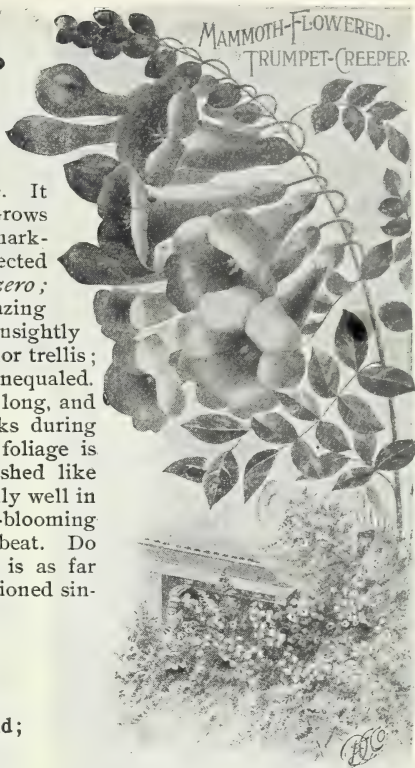 MAMMOTH-FLOWERED-
TRUMPET-CREEPER-
. It
rows
mark-
ected
zero;
azing
nsightly
or trellis;
nequaled.
long, and
ks during
foliage is
shed like
ly well in
-blooming
beat. Do
is as far
ioned sin-
d;